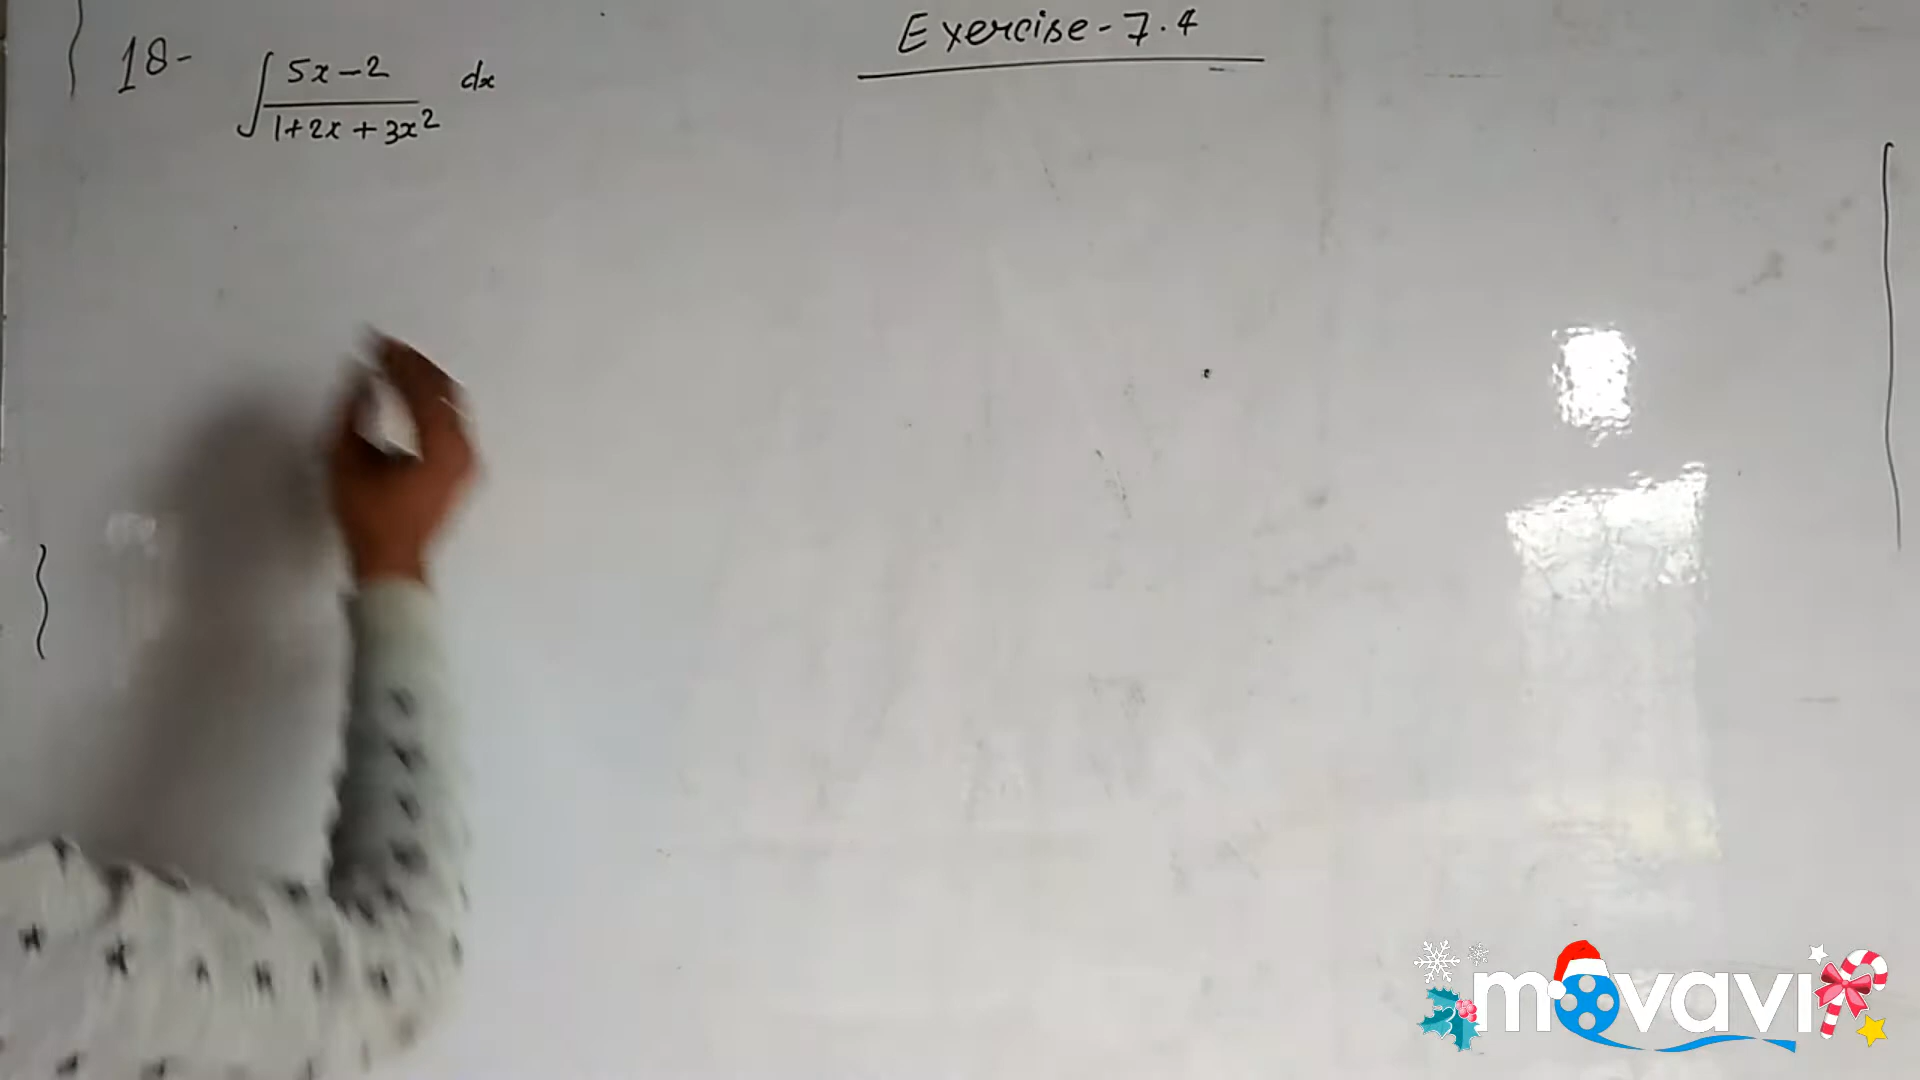 Exercise-7.4
18- ∫ (5x-2)/(1+2x+3x²) dx
movavi